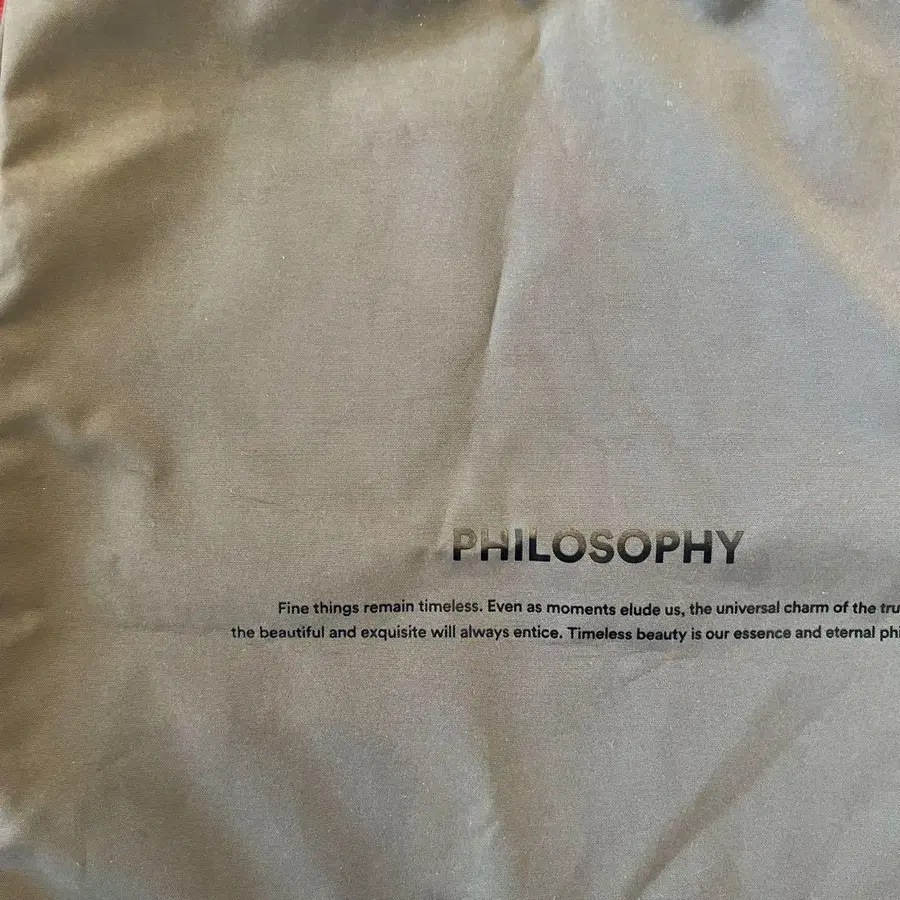 PHILOSOPHY
Fine things remain timeless. Even as moments elude us, the universal charm of the
the beautiful and exquisite will always entice. Timeless beauty is our essence and eternal